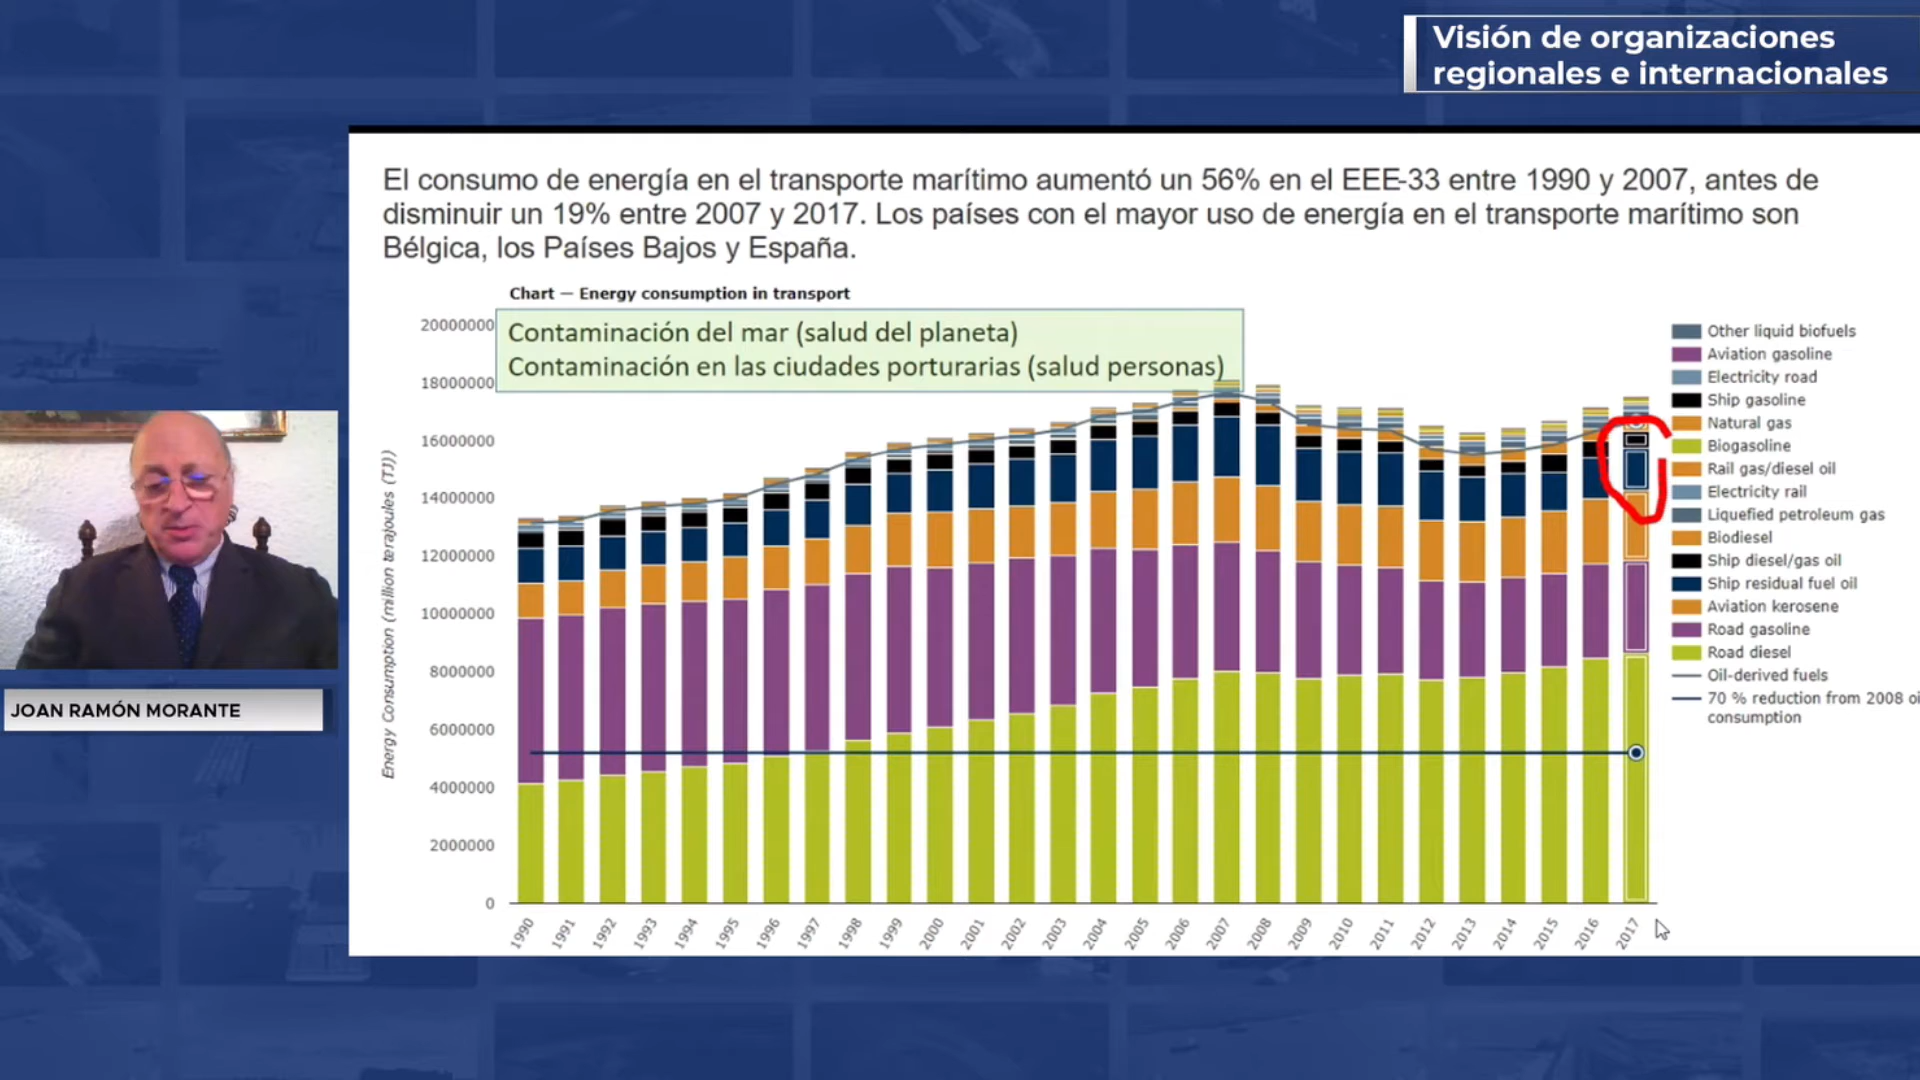 Visión de organizaciones
regionales e internacionales
El consumo de energía en el transporte marítimo aumentó un 56% en el EEE-33 entre 1990 y 2007, antes de
disminuir un 19% entre 2007 y 2017. Los países con el mayor uso de energía en el transporte marítimo son
Bélgica, los Países Bajos y España.
Chart — Energy consumption in transport
Contaminación del mar (salud del planeta)
Contaminación en las ciudades porturarias (salud personas)
Energy Consumption (million terajoules (TJ))
20000000
18000000
16000000
14000000
12000000
10000000
8000000
6000000
4000000
2000000
0
1990
1991
1992
1993
1994
1995
1996
1997
1998
1999
2000
2001
2002
2003
2004
2005
2006
2007
2008
2009
2010
2011
2012
2013
2014
2015
2016
2017
Other liquid biofuels
Aviation gasoline
Electricity road
Ship gasoline
Natural gas
Biogasoline
Rail gas/diesel oil
Electricity rail
Liquefied petroleum gas
Biodiesel
Ship diesel/gas oil
Ship residual fuel oil
Aviation kerosene
Road gasoline
Road diesel
Oil-derived fuels
70 % reduction from 2008 oi
consumption
JOAN RAMÓN MORANTE